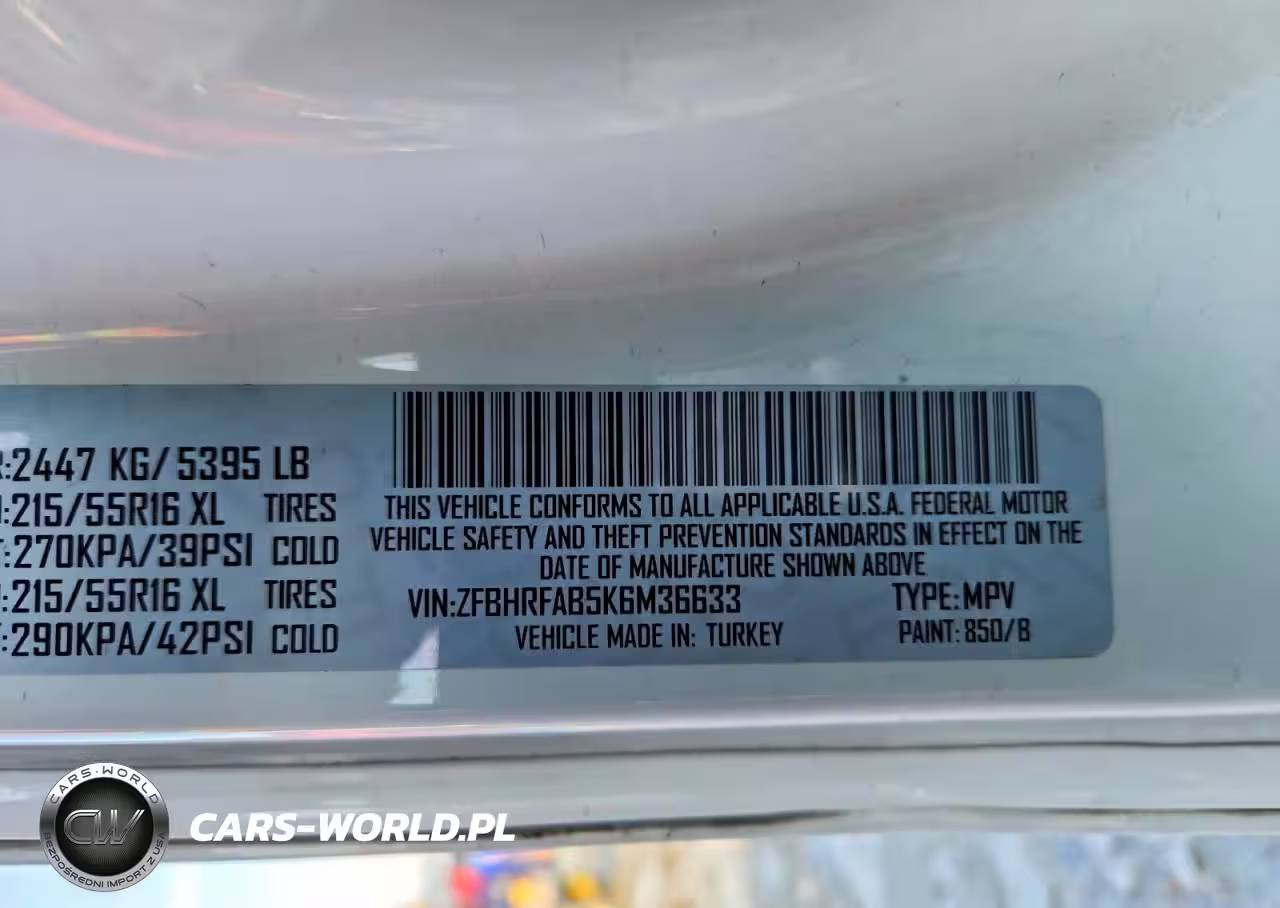 :2447 KG/5395 LB
:215/55R16 XL TIRES
:270KPA/39PSI COLD
:215/55R16 XL TIRES
:290KPA/42PSI COLD
THIS VEHICLE CONFORMS TO ALL APPLICABLE U.S.A. FEDERAL MOTOR
VEHICLE SAFETY AND THEFT PREVENTION STANDARDS IN EFFECT ON THE
DATE OF MANUFACTURE SHOWN ABOVE
VIN:ZFBHRFAB5K6M36633 TYPE:MPV
VEHICLE MADE IN: TURKEY PAINT: 850/B
CARS-WORLD
CW
BEZPOŚREDNI IMPORT Z USA
CARS-WORLD.PL